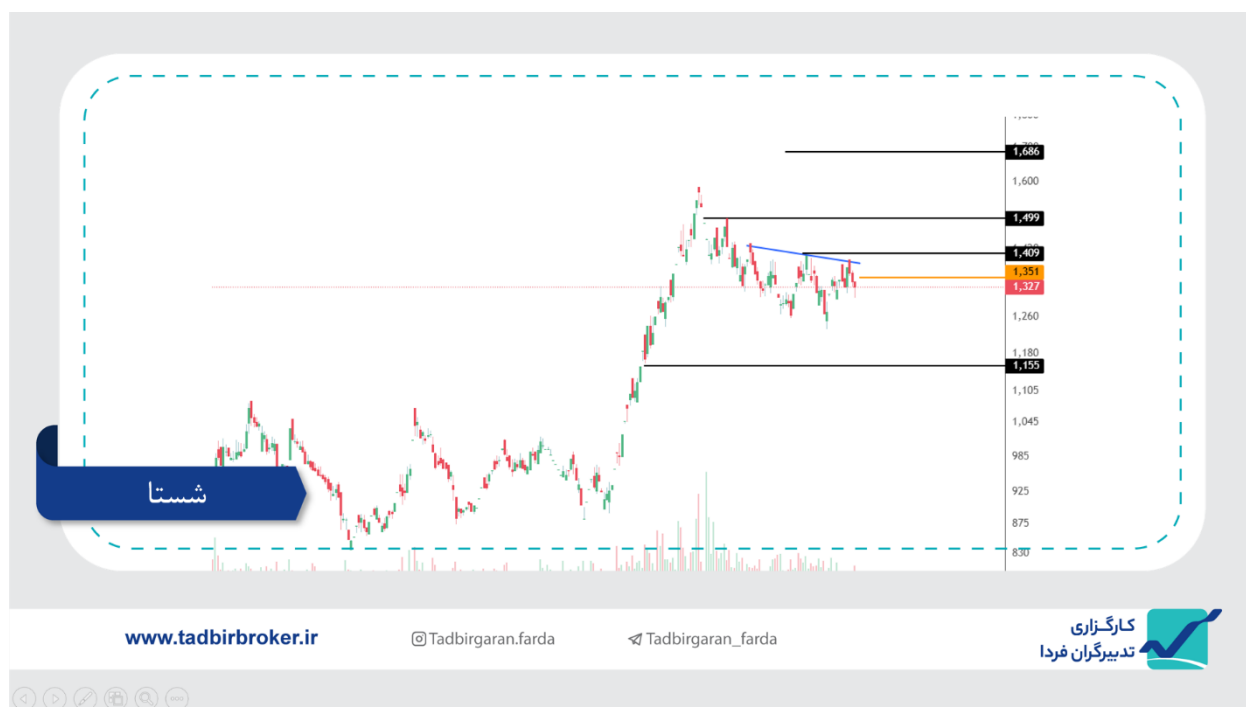 1,686
1,600
1,499
1,409
1,351
1,327
1,260
1,180
1,155
1,105
1,045
985
925
875
830
شستا
www.tadbirbroker.ir
Tadbirgaran.farda
Tadbirgaran_farda
کارگزاری
تدبیرگران فردا